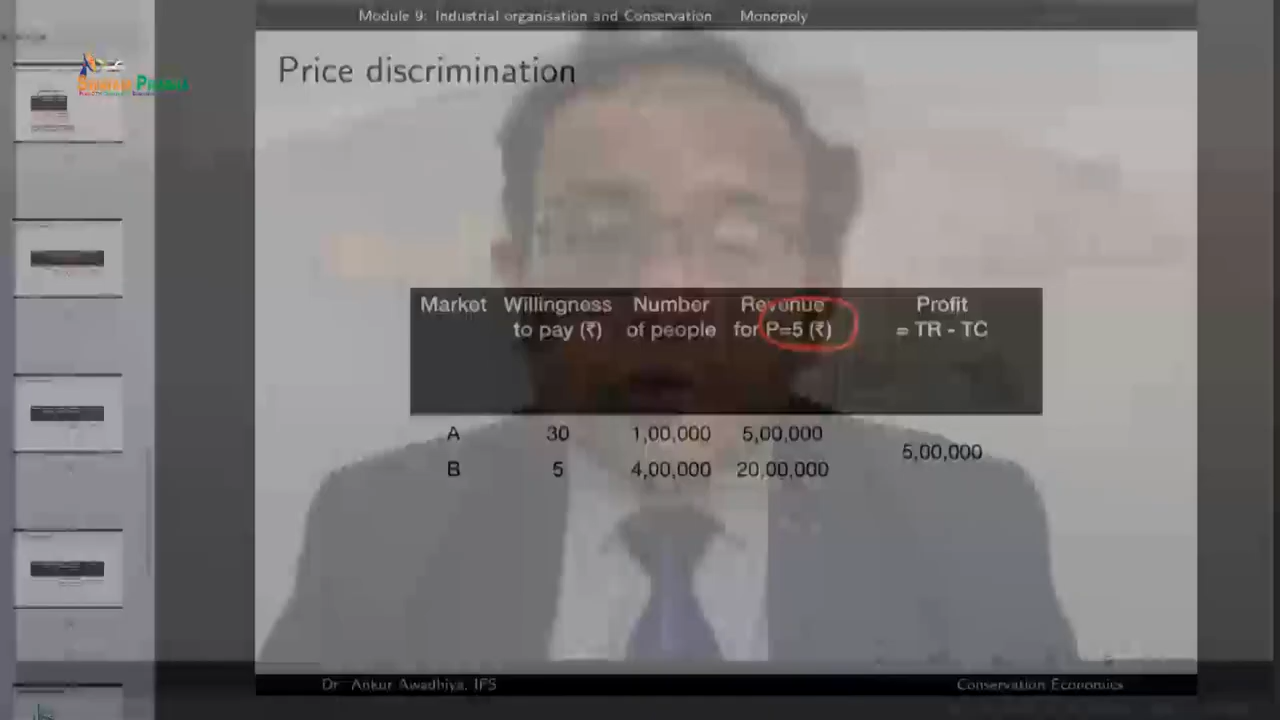 Module 9: Industrial organisation and Conservation Monopoly
Price discrimination
Market Willingness to pay (₹) Number of people Revenue for P=5 (₹) Profit = TR - TC
A 30 1,00,000 5,00,000
5,00,000
B 5 4,00,000 20,00,000
Dr. Ankur Awadhiya, IFS Conservation Economics